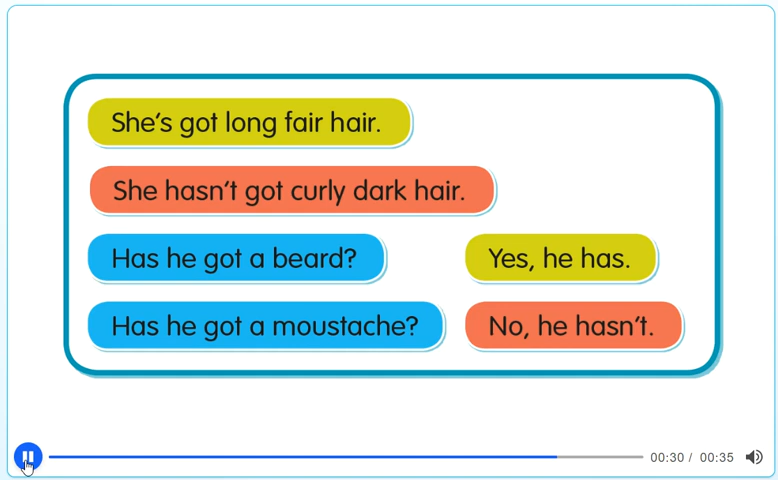 She's got long fair hair.
She hasn't got curly dark hair.
Has he got a beard? Yes, he has.
Has he got a moustache? No, he hasn't.
00:30 / 00:35